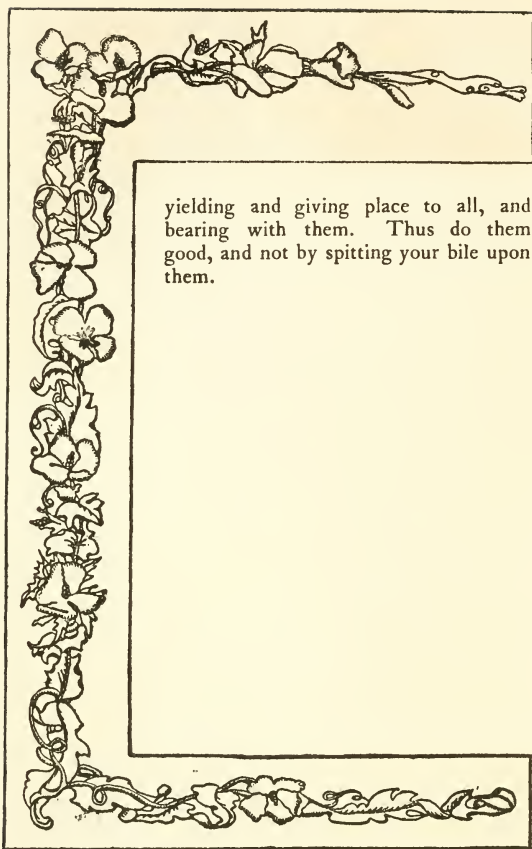 yielding and giving place to all, and
bearing with them. Thus do them
good, and not by spitting your bile upon
them.